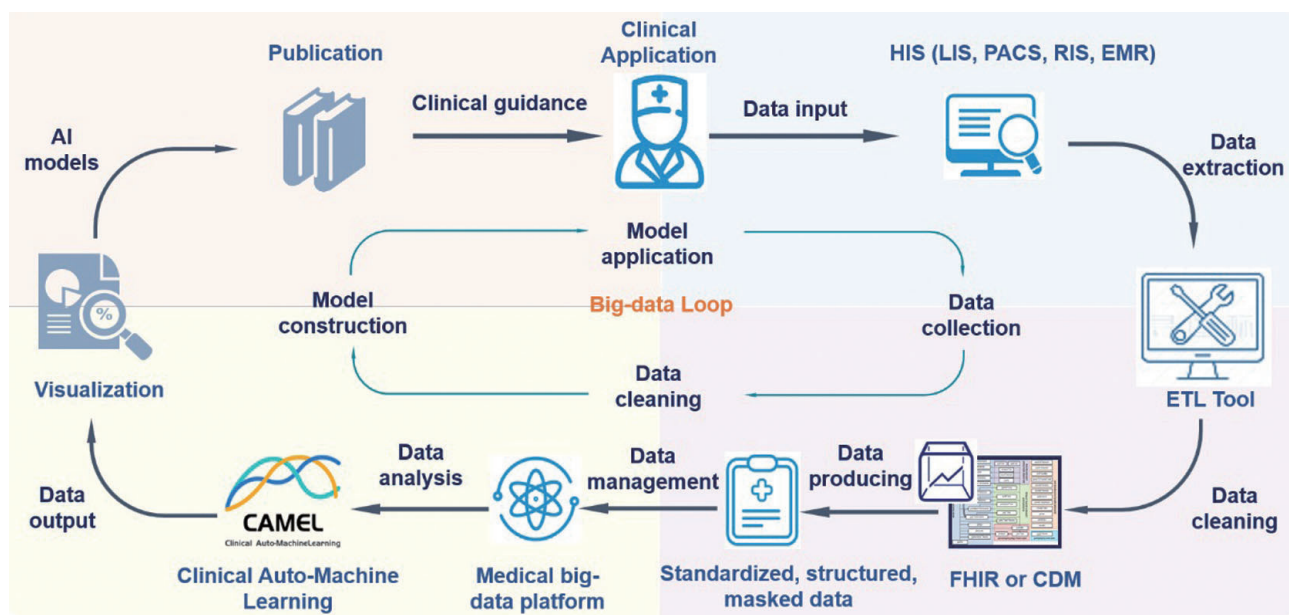 Publication
Clinical
Application
HIS (LIS, PACS, RIS, EMR)
AI
models
Clinical guidance
Data input
Data
extraction
Model
application
Model
construction
Big-data Loop
Data
collection
Data
cleaning
Visualization
%
ETL Tool
Data
output
Data
analysis
Data
management
Data
producing
Data
cleaning
CAMEL
Clinical Auto-MachineLearning
Clinical Auto-Machine
Learning
Medical big-
data platform
Standardized, structured,
masked data
FHIR or CDM